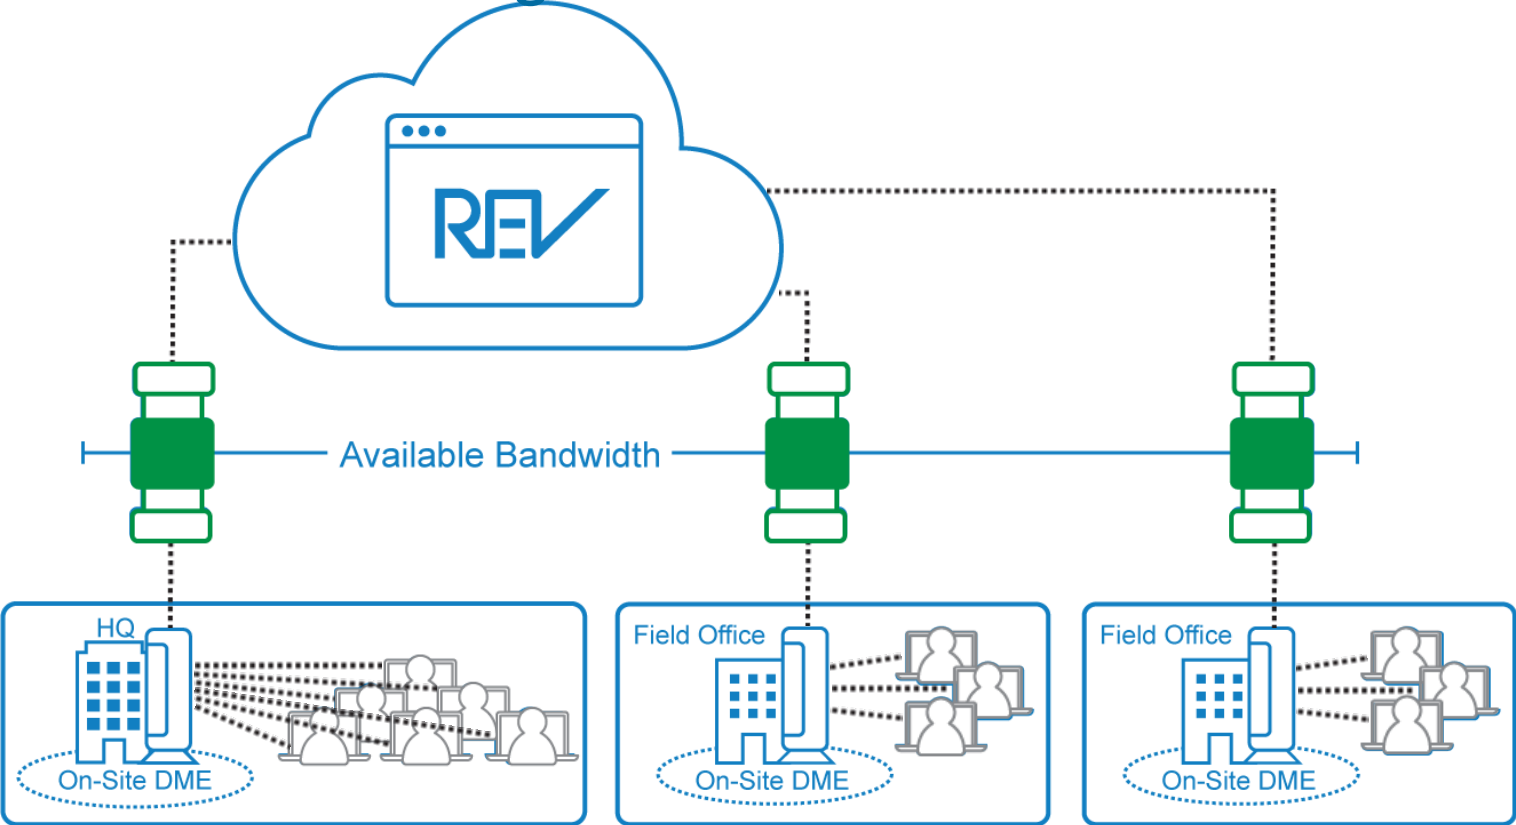 REV
Available Bandwidth
HQ
On-Site DME
Field Office
On-Site DME
Field Office
On-Site DME